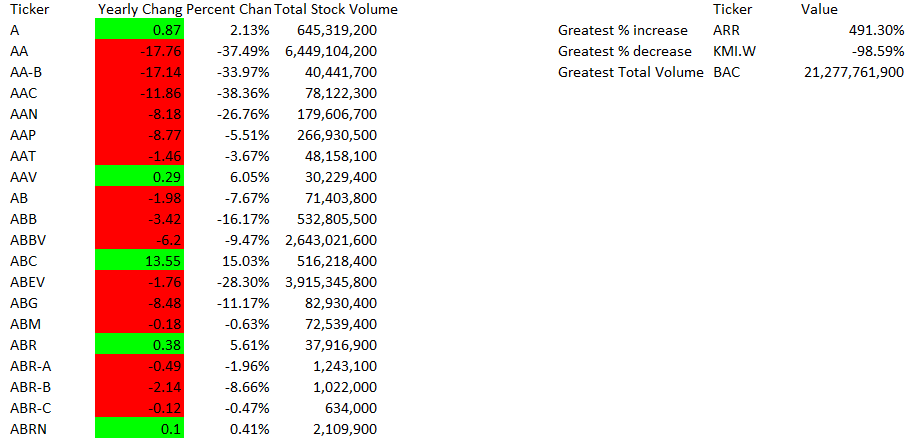 Ticker Yearly Chang Percent Chan Total Stock Volume Ticker Value
A 0.87 2.13% 645,319,200 Greatest % increase ARR 491.30%
AA -17.76 -37.49% 6,449,104,200 Greatest % decrease KMI.W -98.59%
AA-B -17.14 -33.97% 40,441,700 Greatest Total Volume BAC 21,277,761,900
AAC -11.86 -38.36% 78,122,300
AAN -8.18 -26.76% 179,606,700
AAP -8.77 -5.51% 266,930,500
AAT -1.46 -3.67% 48,158,100
AAV 0.29 6.05% 30,229,400
AB -1.98 -7.67% 71,403,800
ABB -3.42 -16.17% 532,805,500
ABBV -6.2 -9.47% 2,643,021,600
ABC 13.55 15.03% 516,218,400
ABEV -1.76 -28.30% 3,915,345,800
ABG -8.48 -11.17% 82,930,400
ABM -0.18 -0.63% 72,539,400
ABR 0.38 5.61% 37,916,900
ABR-A -0.49 -1.96% 1,243,100
ABR-B -2.14 -8.66% 1,022,000
ABR-C -0.12 -0.47% 634,000
ABRN 0.1 0.41% 2,109,900